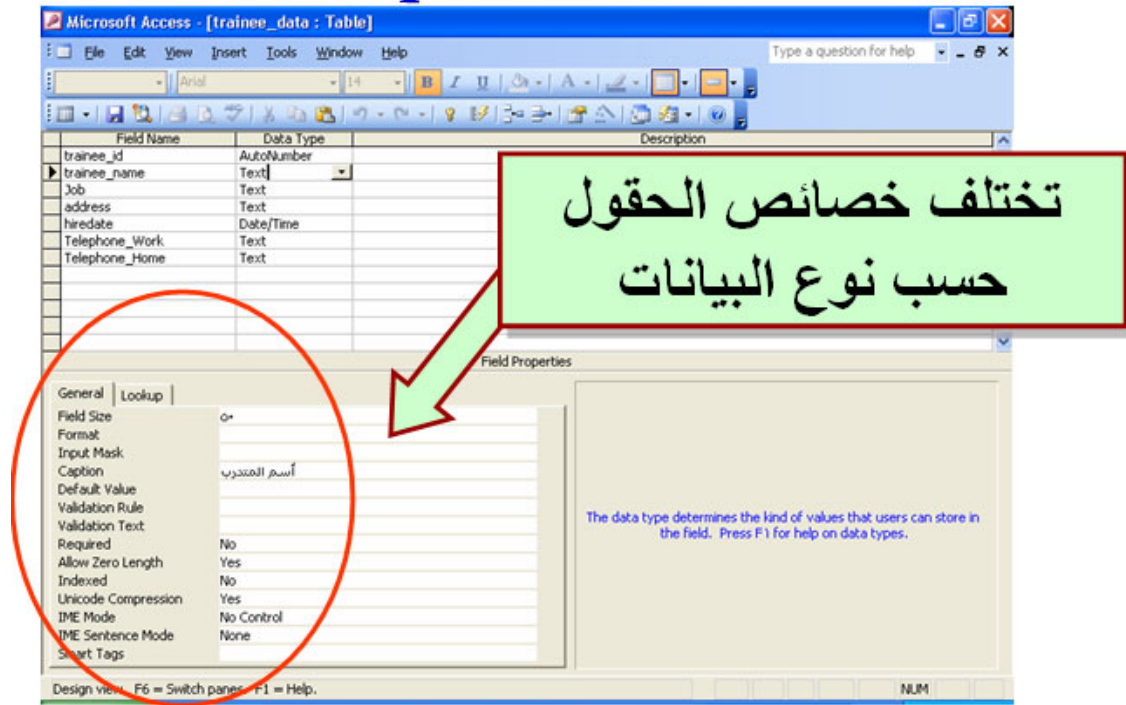 Microsoft Access - [trainee_data : Table]
File Edit View Insert Tools Window Help Type a question for help
Arial 14 B I U A
Field Name Data Type Description
trainee_id AutoNumber
trainee_name Text
Job Text
address Text
hiredate Date/Time
Telephone_Work Text
Telephone_Home Text
تختلف خصائص الحقول
حسب نوع البيانات
Field Properties
General Lookup
Field Size ٥٠
Format
Input Mask
Caption أسم المتدرب
Default Value
Validation Rule
Validation Text
Required No
Allow Zero Length Yes
Indexed No
Unicode Compression Yes
IME Mode No Control
IME Sentence Mode None
Smart Tags
The data type determines the kind of values that users can store in
the field. Press F1 for help on data types.
Design view. F6 = Switch panes. F1 = Help. NUM